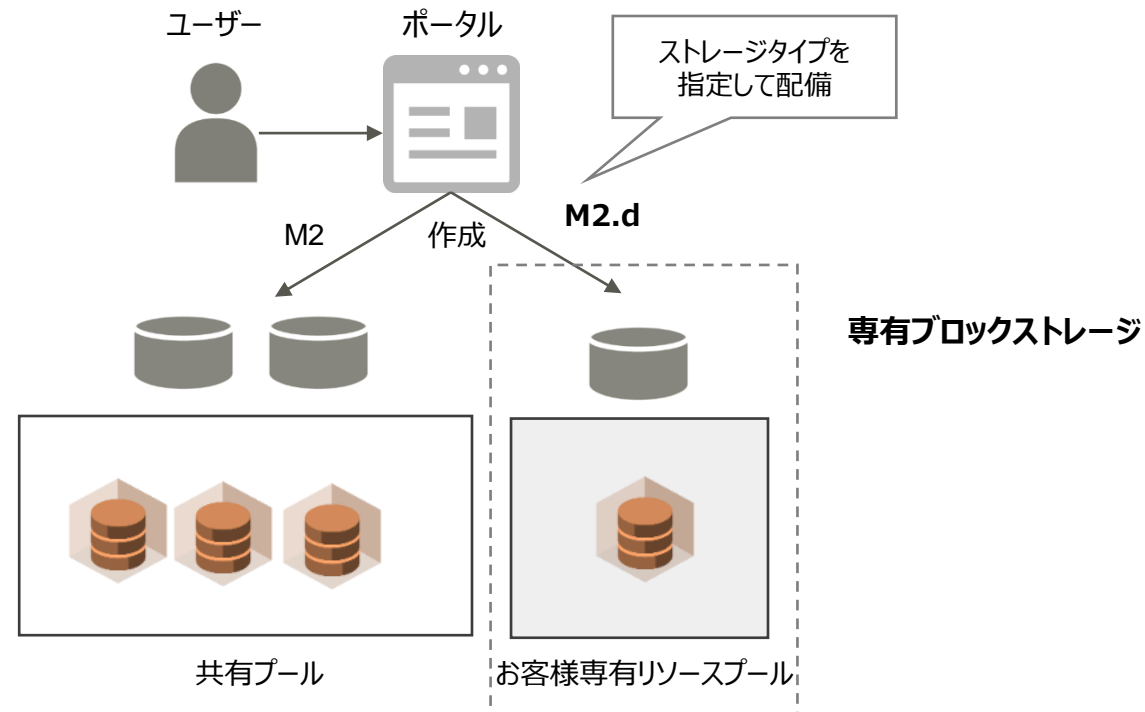 ユーザー
ポータル
ストレージタイプを
指定して配備
M2
作成
M2.d
専有ブロックストレージ
共有プール
お客様専有リソースプール